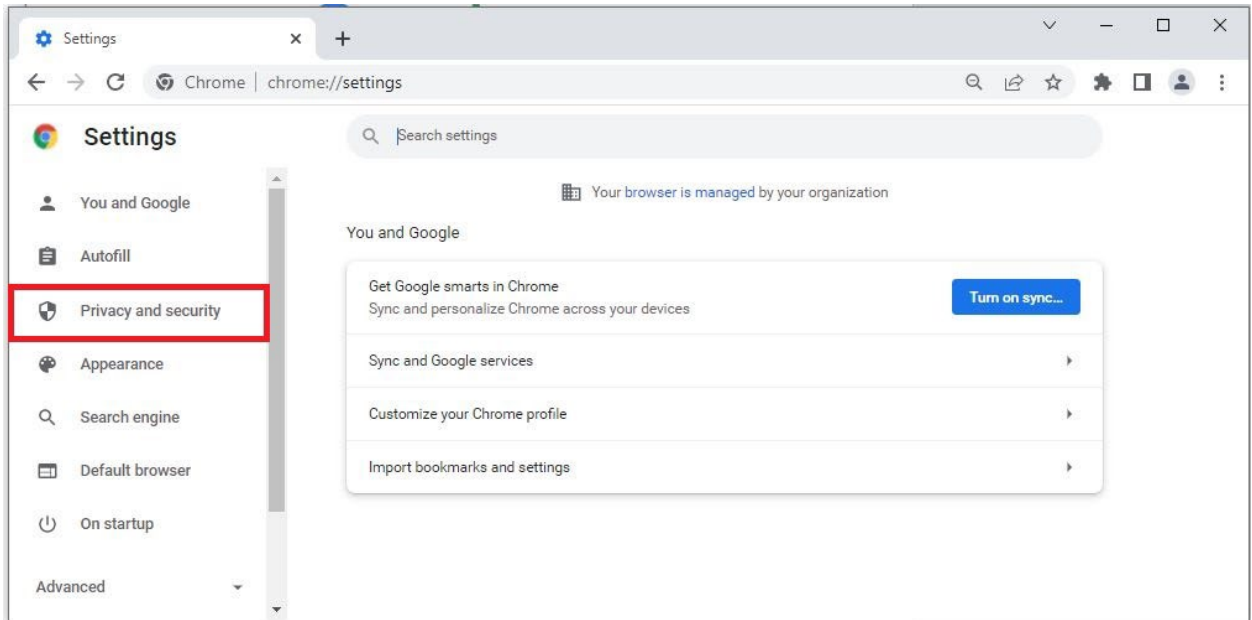 Settings
Chrome | chrome://settings
Settings
Search settings
You and Google
Autofill
Privacy and security
Appearance
Search engine
Default browser
On startup
Advanced
Your browser is managed by your organization
You and Google
Get Google smarts in Chrome
Sync and personalize Chrome across your devices
Turn on sync...
Sync and Google services
Customize your Chrome profile
Import bookmarks and settings